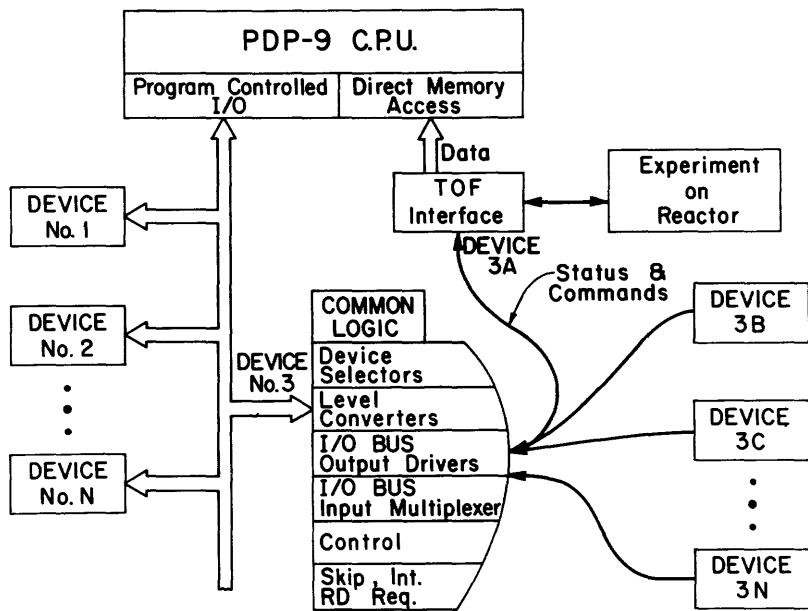 PDP-9 C.P.U.
Program Controlled
I/O
Direct Memory
Access
Data
TOF
Interface
Experiment
on
Reactor
DEVICE
No. 1
DEVICE
3A
Status &
Commands
COMMON
LOGIC
DEVICE
3B
DEVICE
No. 2
DEVICE
No. 3
Device
Selectors
Level
Converters
I/O BUS
Output Drivers
I/O BUS
Input Multiplexer
Control
Skip, Int.
RD Req.
DEVICE
3C
DEVICE
No. N
DEVICE
3N